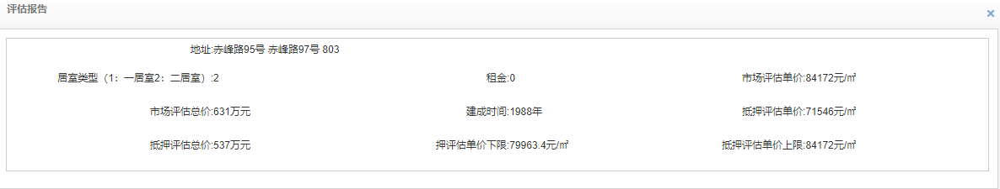 评估报告
地址:赤峰路95号 赤峰路97号 803
居室类型（1：一居室2：二居室）:2 租金:0 市场评估单价:84172元/㎡
市场评估总价:631万元 建成时间:1988年 抵押评估单价:71546元/㎡
抵押评估总价:537万元 押评估单价下限:79963.4元/㎡ 抵押评估单价上限:84172元/㎡